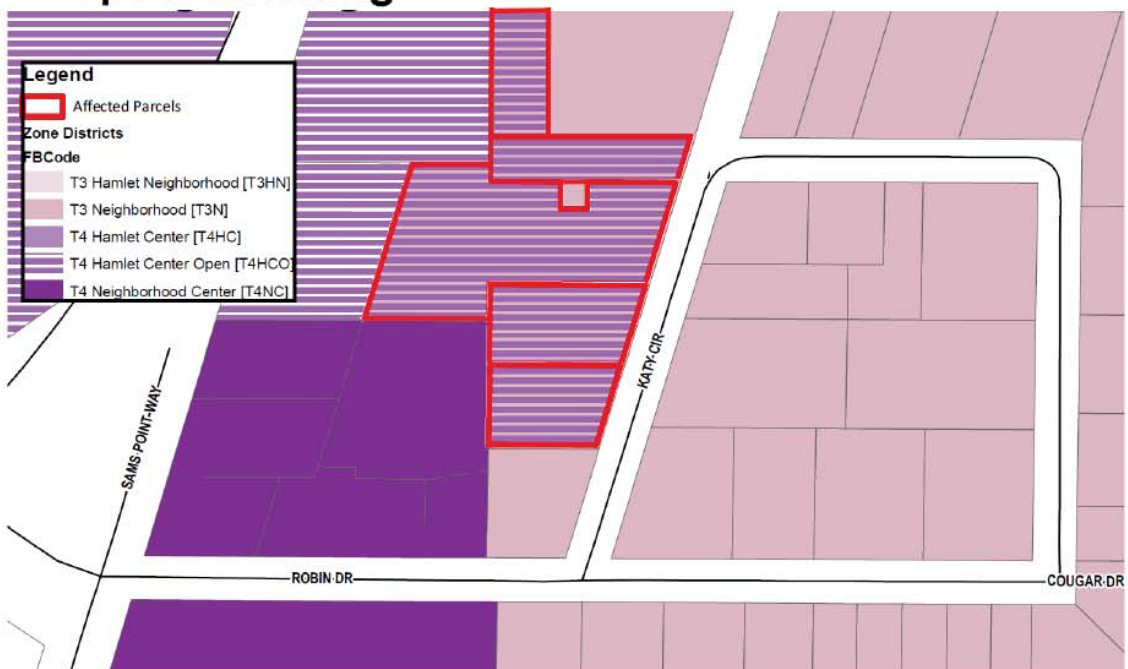 Legend
Affected Parcels
Zone Districts
FBCode
T3 Hamlet Neighborhood [T3HN]
T3 Neighborhood [T3N]
T4 Hamlet Center [T4HC]
T4 Hamlet Center Open [T4HCO]
T4 Neighborhood Center [T4NC]
KATY CIR
SAMS POINT WAY
ROBIN DR
COUGAR DR